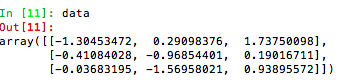 In [11]: data
Out[11]:
array([[-1.30453472,  0.29098376,  1.73750098],
       [-0.41084028, -0.96854401,  0.19016711],
       [-0.03683195, -1.56958021,  0.93895572]])